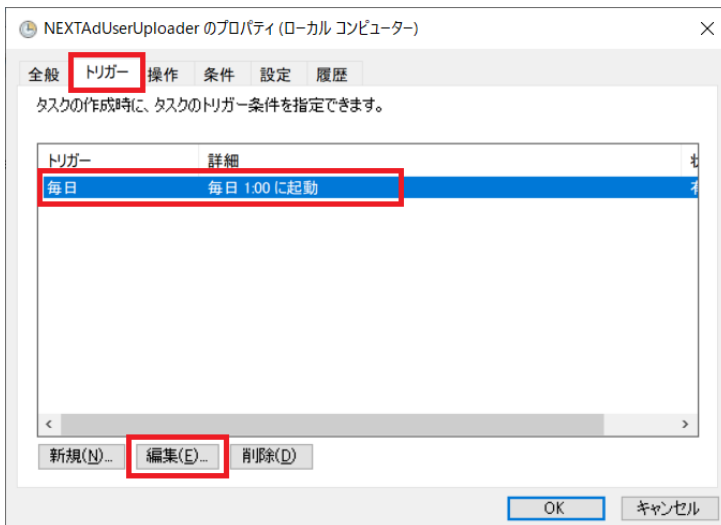 NEXTAdUserUploader のプロパティ (ローカル コンピューター)
全般 トリガー 操作 条件 設定 履歴
タスクの作成時に、タスクのトリガー条件を指定できます。
トリガー 詳細
毎日 毎日 1:00 に起動
新規(N)... 編集(E)... 削除(D)
OK キャンセル